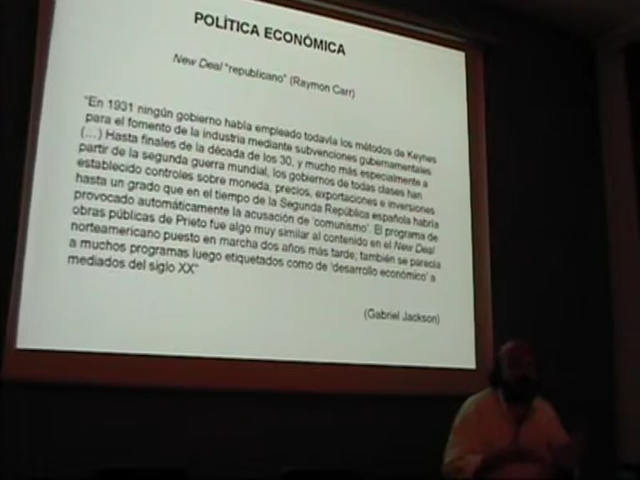 POLÍTICA ECONÓMICA
New Deal "republicano" (Raymon Carr)
"En 1931 ningún gobierno había empleado todavía los métodos de Keynes
para el fomento de la industria mediante subvenciones gubernamentales
(…) Hasta finales de la década de los 30, y mucho más especialmente a
partir de la segunda guerra mundial, los gobiernos de todas clases han
establecido controles sobre moneda, precios, exportaciones e inversiones
hasta un grado que en el tiempo de la Segunda República española habría
provocado automáticamente la acusación de 'comunismo'. El programa de
obras públicas de Prieto fue algo muy similar al contenido en el New Deal
norteamericano puesto en marcha dos años más tarde; también se parecía
a muchos programas luego etiquetados como de 'desarrollo económico' a
mediados del siglo XX"
(Gabriel Jackson)